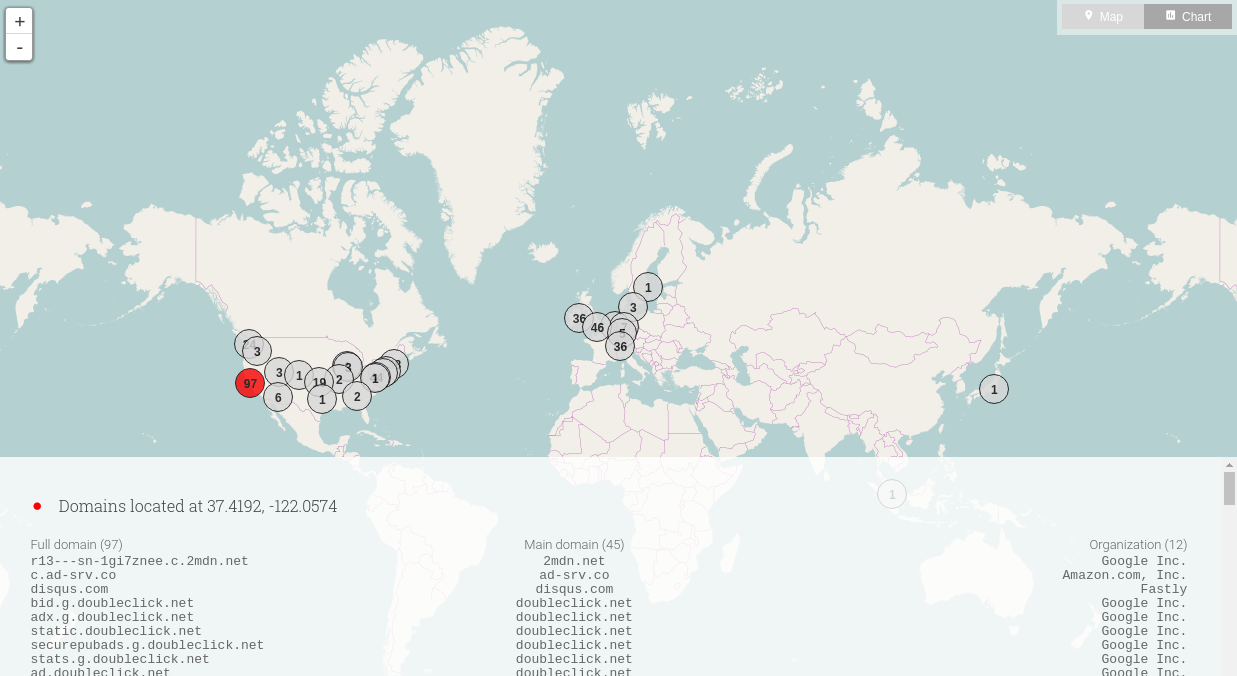 +
-
Map Chart
1
3
36
46
7
36
3
3
1
19
2
3
1
97
6
1
2
1
1
Domains located at 37.4192, -122.0574
Full domain (97) Main domain (45) Organization (12)
r13---sn-1gi7znee.c.2mdn.net 2mdn.net Google Inc.
c.ad-srv.co ad-srv.co Amazon.com, Inc.
disqus.com disqus.com Fastly
bid.g.doubleclick.net doubleclick.net Google Inc.
adx.g.doubleclick.net doubleclick.net Google Inc.
static.doubleclick.net doubleclick.net Google Inc.
securepubads.g.doubleclick.net doubleclick.net Google Inc.
stats.g.doubleclick.net doubleclick.net Google Inc.
ad.doubleclick.net doubleclick.net Google Inc.